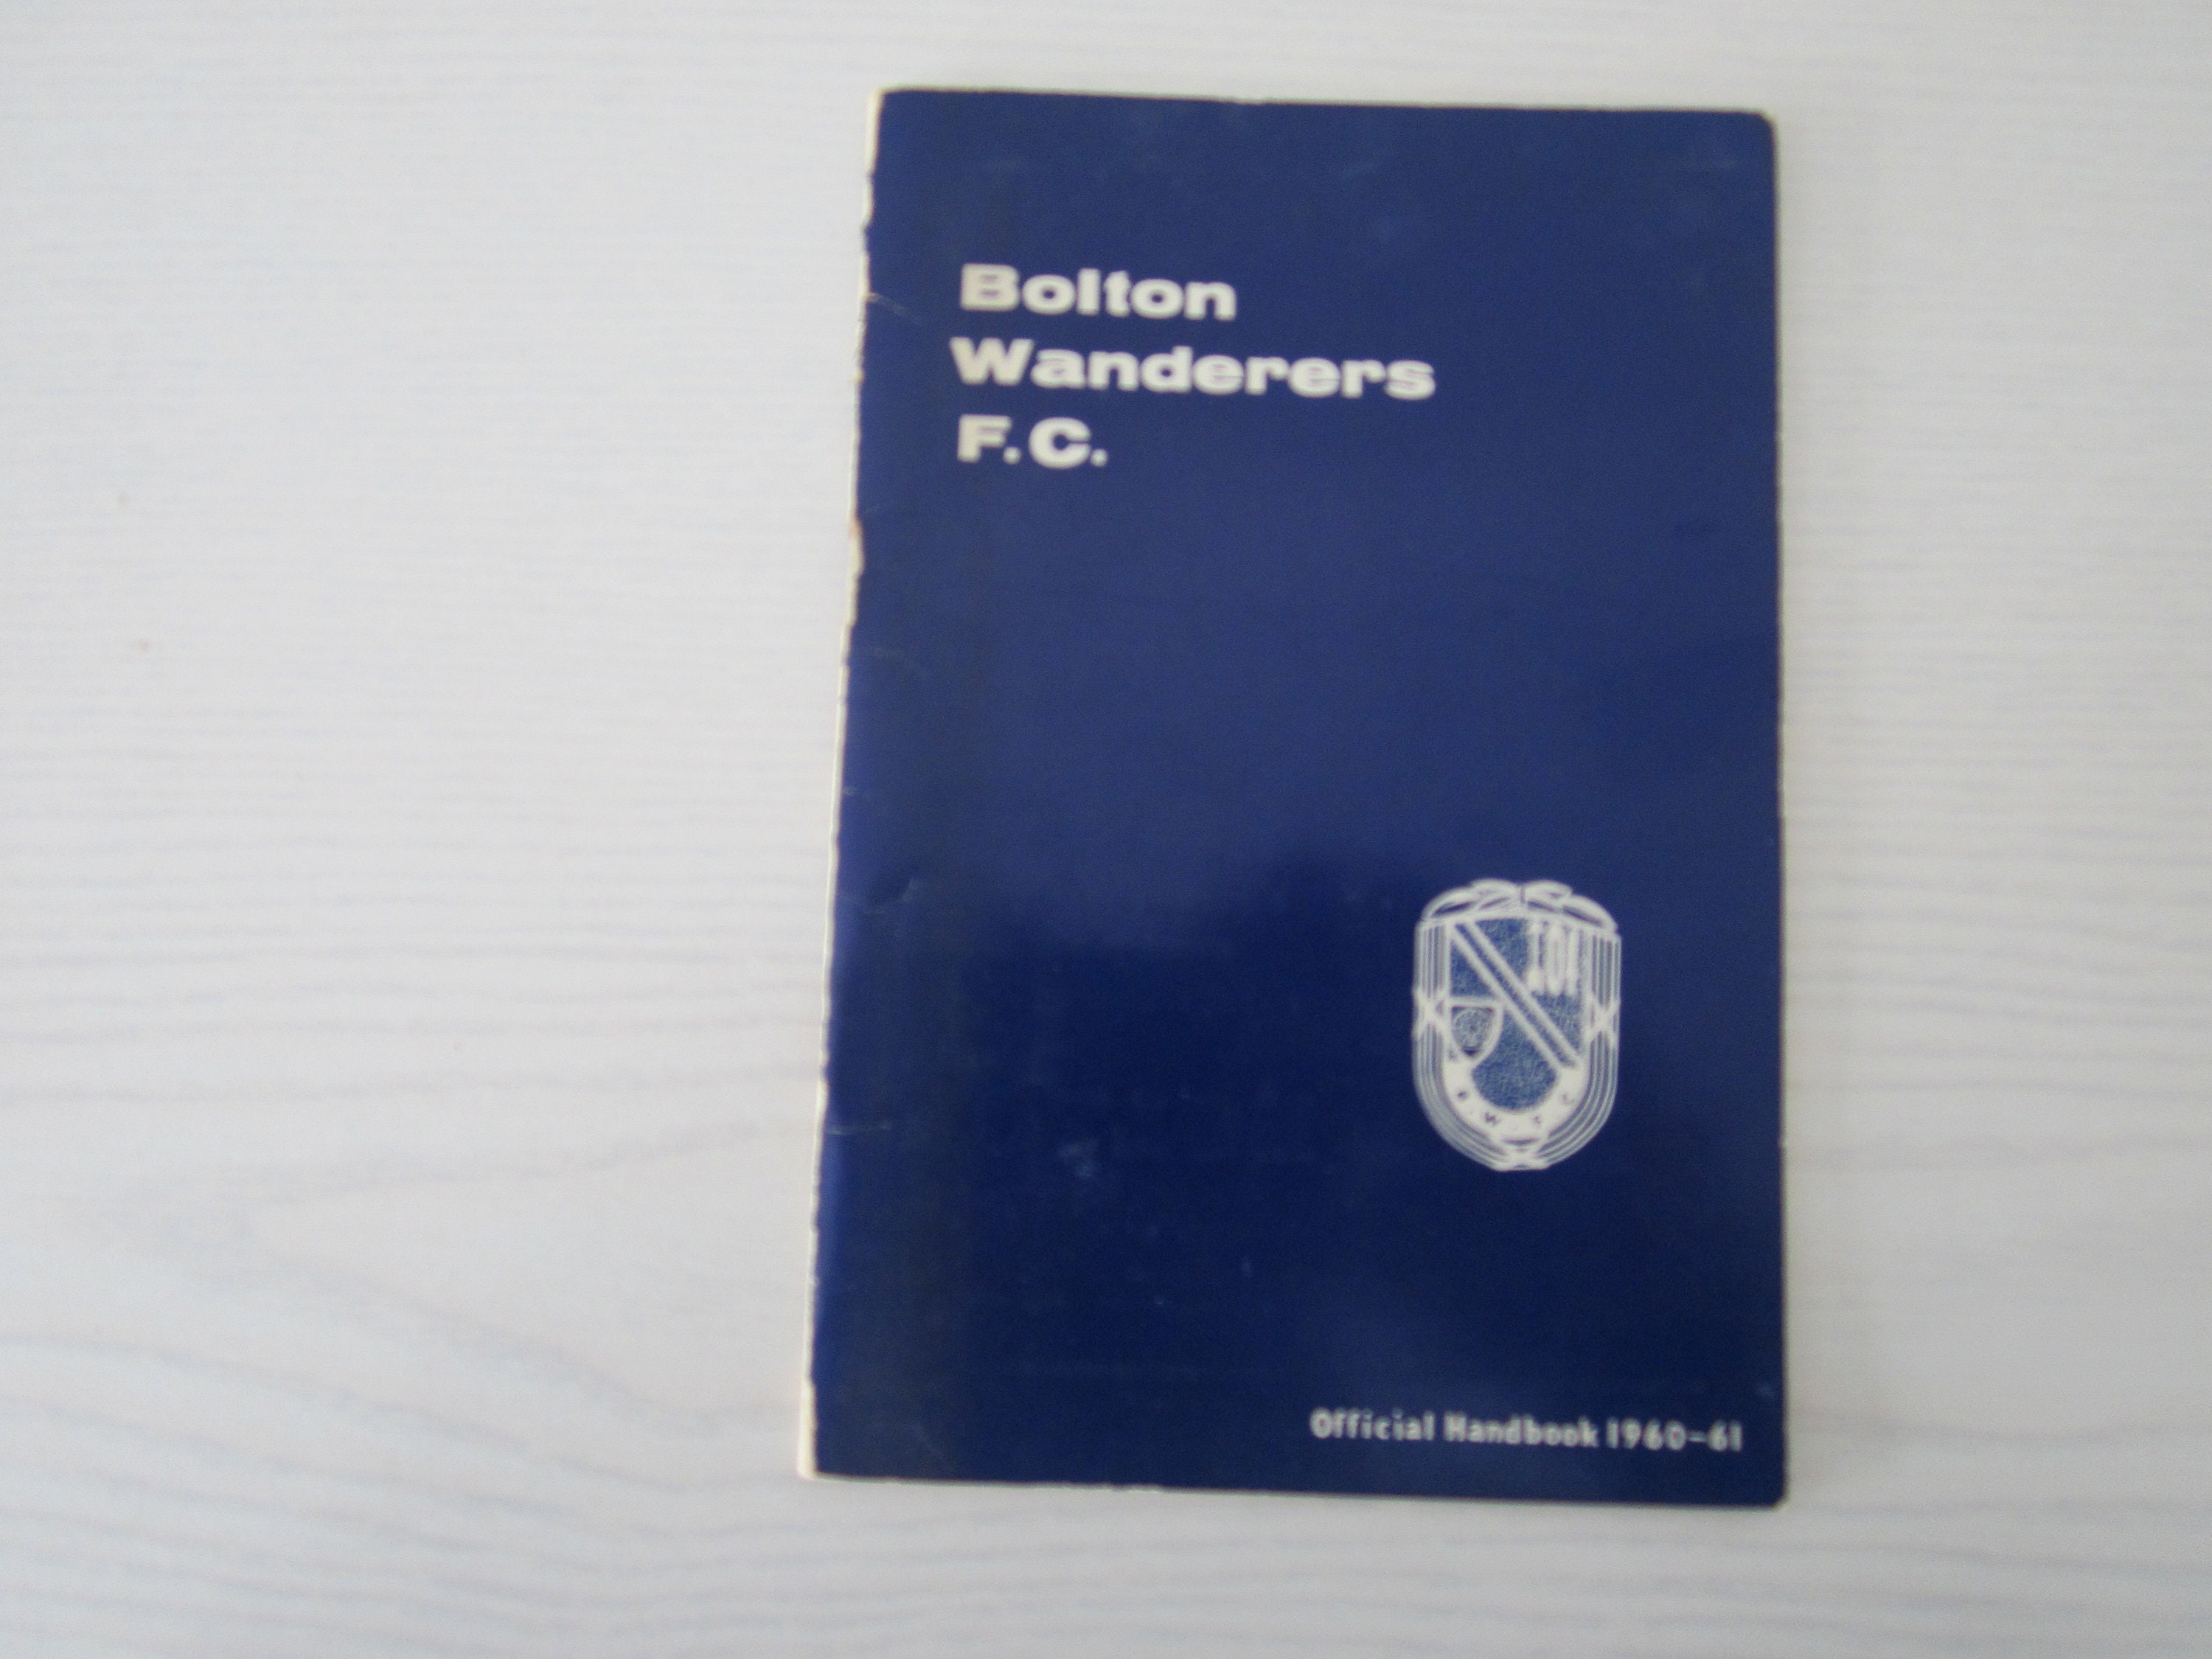 Bolton
Wanderers
F.C.
B.W.F.C.
Official Handbook 1960-61